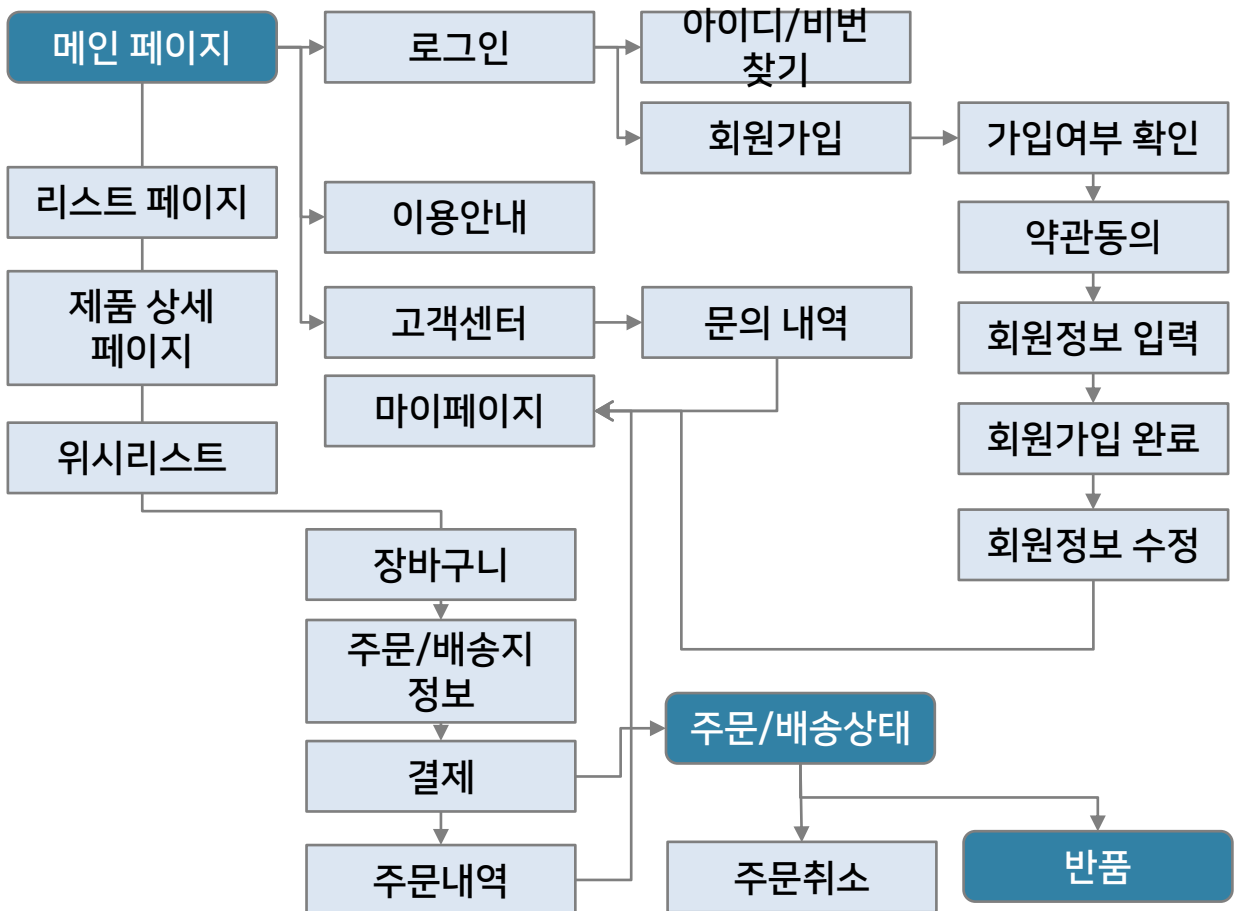 메인 페이지
로그인
아이디/비번
찾기
회원가입
가입여부 확인
리스트 페이지
이용안내
약관동의
제품 상세
페이지
고객센터
문의 내역
회원정보 입력
마이페이지
회원가입 완료
위시리스트
장바구니
회원정보 수정
주문/배송지
정보
주문/배송상태
결제
주문내역
주문취소
반품